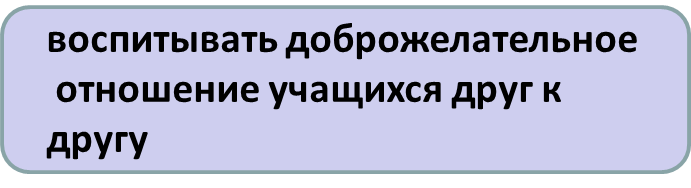 воспитывать доброжелательное
отношение учащихся друг к
другу